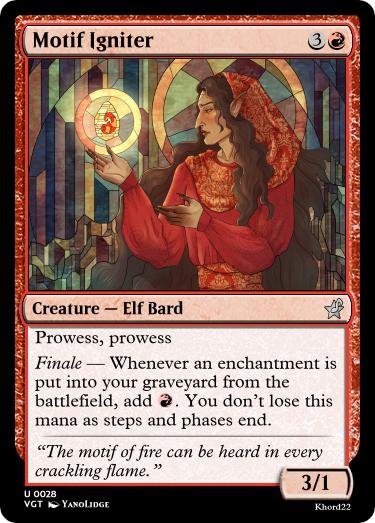 Motif Igniter 3
Creature — Elf Bard
Prowess, prowess
Finale — Whenever an enchantment is
put into your graveyard from the
battlefield, add . You don't lose this
mana as steps and phases end.
"The motif of fire can be heard in every
crackling flame."
3/1
U 0028
VGT YanoLidge
Khord22